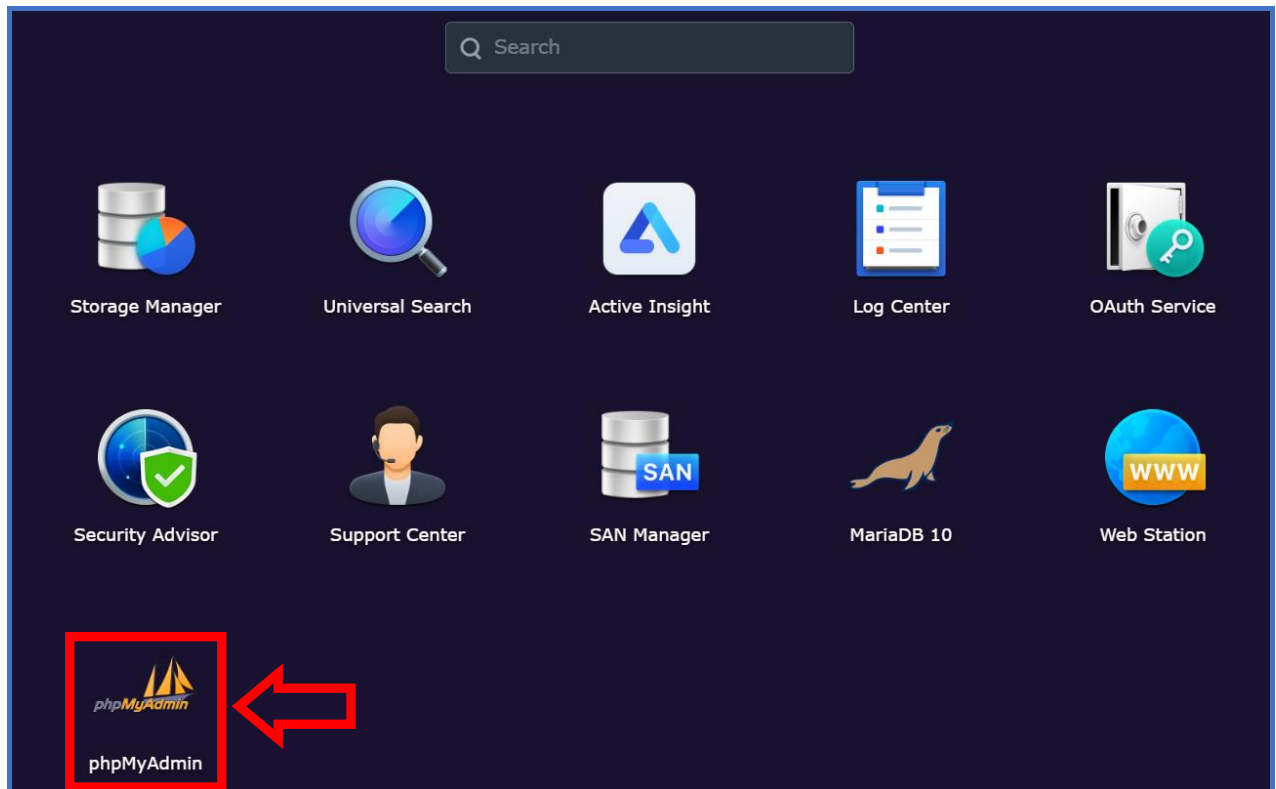 Search
Storage Manager
Universal Search
Active Insight
Log Center
OAuth Service
SAN
WWW
Security Advisor
Support Center
SAN Manager
MariaDB 10
Web Station
phpMyAdmin
phpMyAdmin